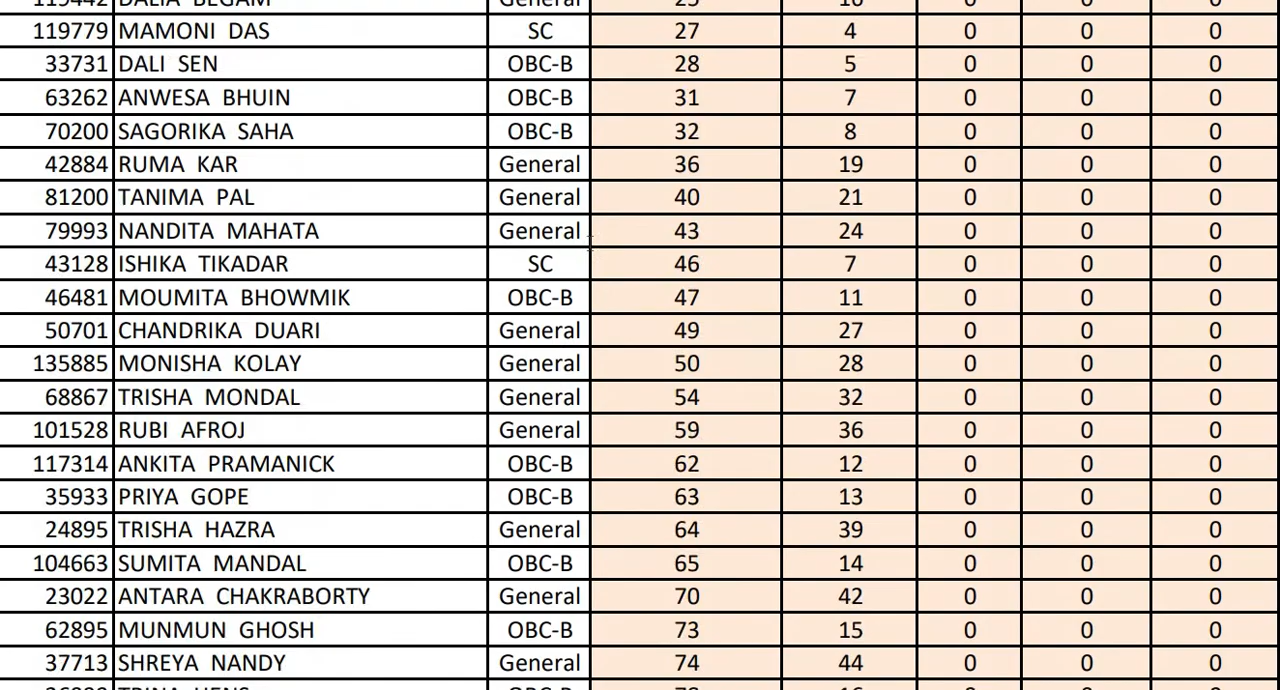 119442 DALIA BEGAM General 25 16 0 0 0
119779 MAMONI DAS SC 27 4 0 0 0
33731 DALI SEN OBC-B 28 5 0 0 0
63262 ANWESA BHUIN OBC-B 31 7 0 0 0
70200 SAGORIKA SAHA OBC-B 32 8 0 0 0
42884 RUMA KAR General 36 19 0 0 0
81200 TANIMA PAL General 40 21 0 0 0
79993 NANDITA MAHATA General 43 24 0 0 0
43128 ISHIKA TIKADAR SC 46 7 0 0 0
46481 MOUMITA BHOWMIK OBC-B 47 11 0 0 0
50701 CHANDRIKA DUARI General 49 27 0 0 0
135885 MONISHA KOLAY General 50 28 0 0 0
68867 TRISHA MONDAL General 54 32 0 0 0
101528 RUBI AFROJ General 59 36 0 0 0
117314 ANKITA PRAMANICK OBC-B 62 12 0 0 0
35933 PRIYA GOPE OBC-B 63 13 0 0 0
24895 TRISHA HAZRA General 64 39 0 0 0
104663 SUMITA MANDAL OBC-B 65 14 0 0 0
23022 ANTARA CHAKRABORTY General 70 42 0 0 0
62895 MUNMUN GHOSH OBC-B 73 15 0 0 0
37713 SHREYA NANDY General 74 44 0 0 0
OBC-B